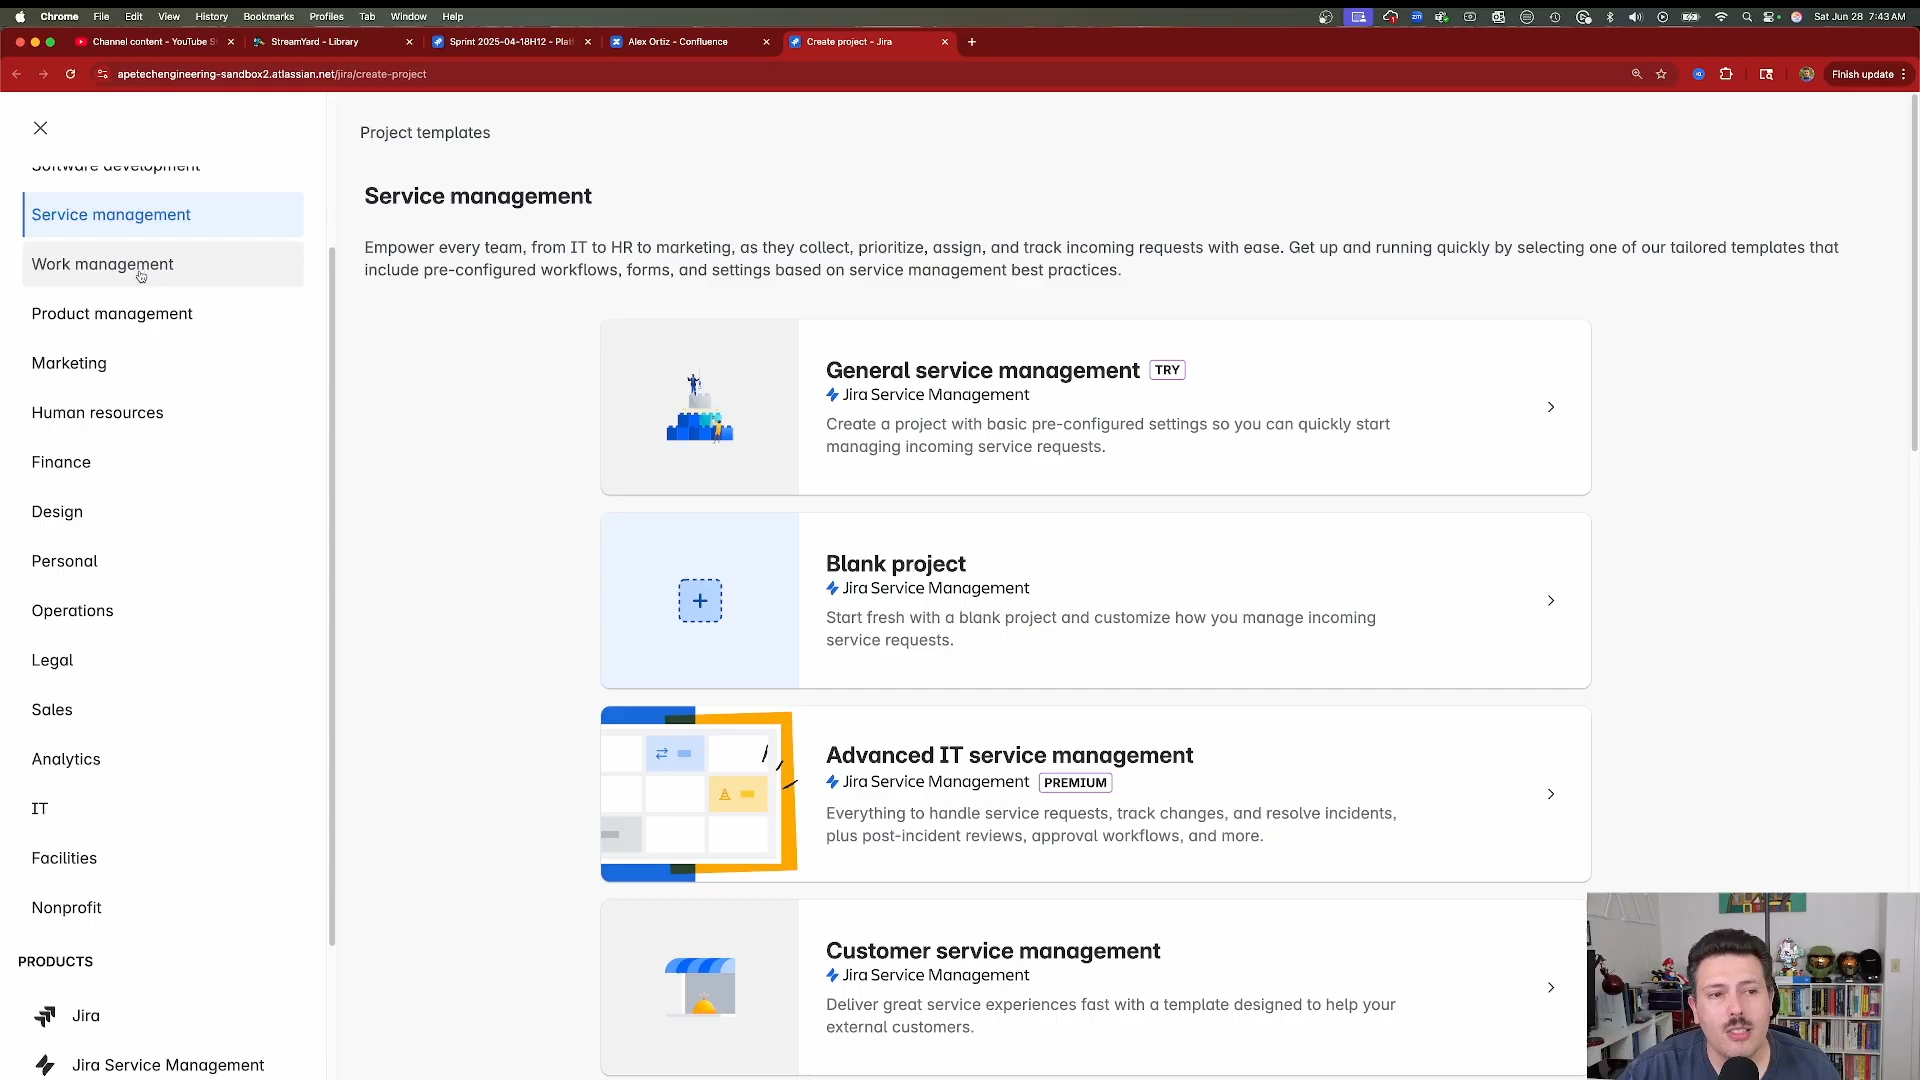 Chrome File Edit View History Bookmarks Profiles Tab Window Help
Sat Jun 28 7:43 AM
Channel content - YouTube S
StreamYard - Library
Sprint 2025-04-18H12 - Plat
Alex Ortiz - Confluence
Create project - Jira
apetechengineering-sandbox2.atlassian.net/jira/create-project
Finish update
Software development
Service management
Work management
Product management
Marketing
Human resources
Finance
Design
Personal
Operations
Legal
Sales
Analytics
IT
Facilities
Nonprofit
PRODUCTS
Jira
Jira Service Management
Project templates
Service management
Empower every team, from IT to HR to marketing, as they collect, prioritize, assign, and track incoming requests with ease. Get up and running quickly by selecting one of our tailored templates that
include pre-configured workflows, forms, and settings based on service management best practices.
General service management TRY
Jira Service Management
Create a project with basic pre-configured settings so you can quickly start
managing incoming service requests.
Blank project
Jira Service Management
Start fresh with a blank project and customize how you manage incoming
service requests.
Advanced IT service management
Jira Service Management PREMIUM
Everything to handle service requests, track changes, and resolve incidents,
plus post-incident reviews, approval workflows, and more.
Customer service management
Jira Service Management
Deliver great service experiences fast with a template designed to help your
external customers.